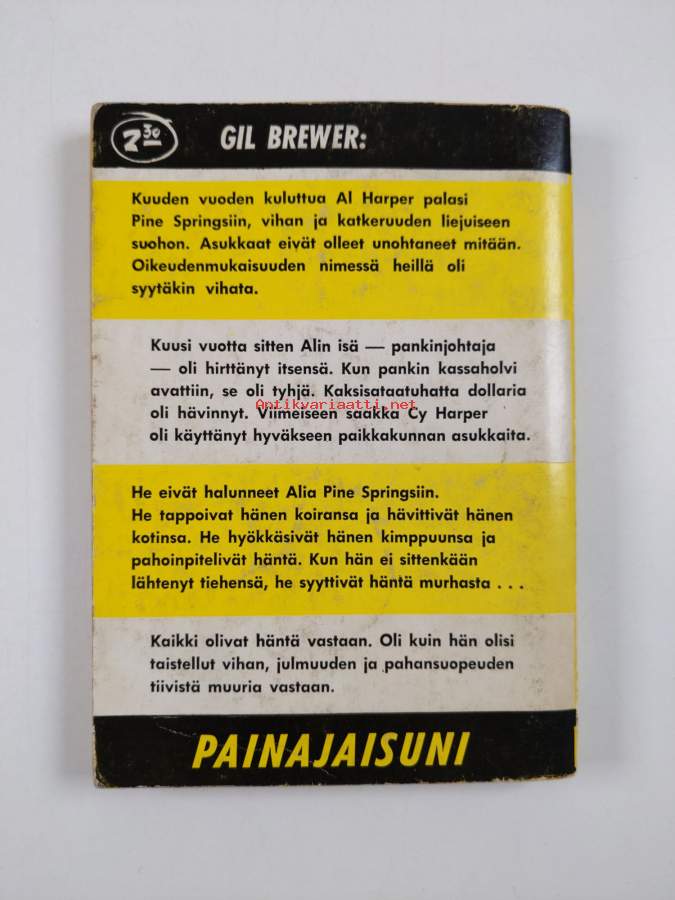 2 30
GIL BREWER:
Kuuden vuoden kuluttua Al Harper palasi
Pine Springsiin, vihan ja katkeruuden liejuiseen
suohon. Asukkaat eivät olleet unohtaneet mitään.
Oikeudenmukaisuuden nimessä heillä oli
syytäkin vihata.
Kuusi vuotta sitten Alin isä — pankinjohtaja
— oli hirttänyt itsensä. Kun pankin kassaholvi
avattiin, se oli tyhjä. Kaksisataatuhatta dollaria
Antikvariaatti.net
oli hävinnyt. Viimeiseen saakka Cy Harper
oli käyttänyt hyväkseen paikkakunnan asukkaita.
He eivät halunneet Alia Pine Springsiin.
He tappoivat hänen koiransa ja hävittivät hänen
kotinsa. He hyökkäsivät hänen kimppuunsa ja
pahoinpitelivät häntä. Kun hän ei sittenkään
lähtenyt tiehensä, he syyttivät häntä murhasta . . .
Kaikki olivat häntä vastaan. Oli kuin hän olisi
taistellut vihan, julmuuden ja pahansuopeuden
tiivistä muuria vastaan.
PAINAJAISUNI